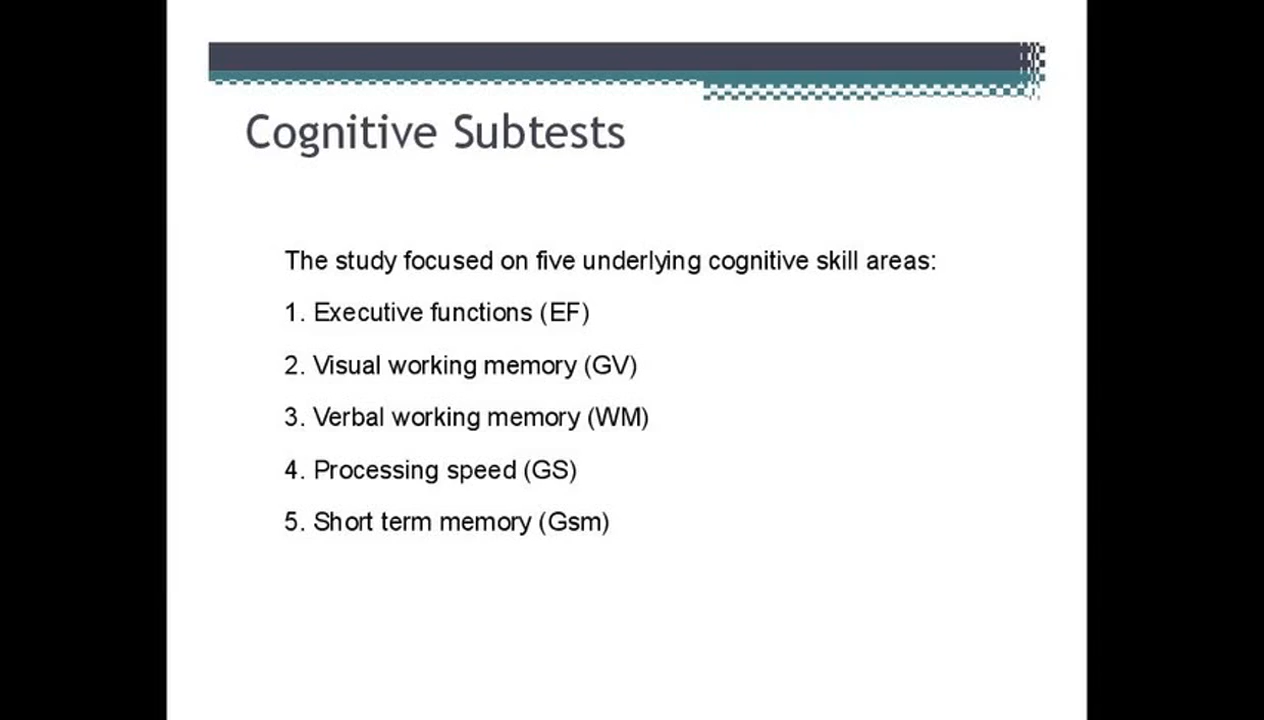 Cognitive Subtests
The study focused on five underlying cognitive skill areas:
1. Executive functions (EF)
2. Visual working memory (GV)
3. Verbal working memory (WM)
4. Processing speed (GS)
5. Short term memory (Gsm)